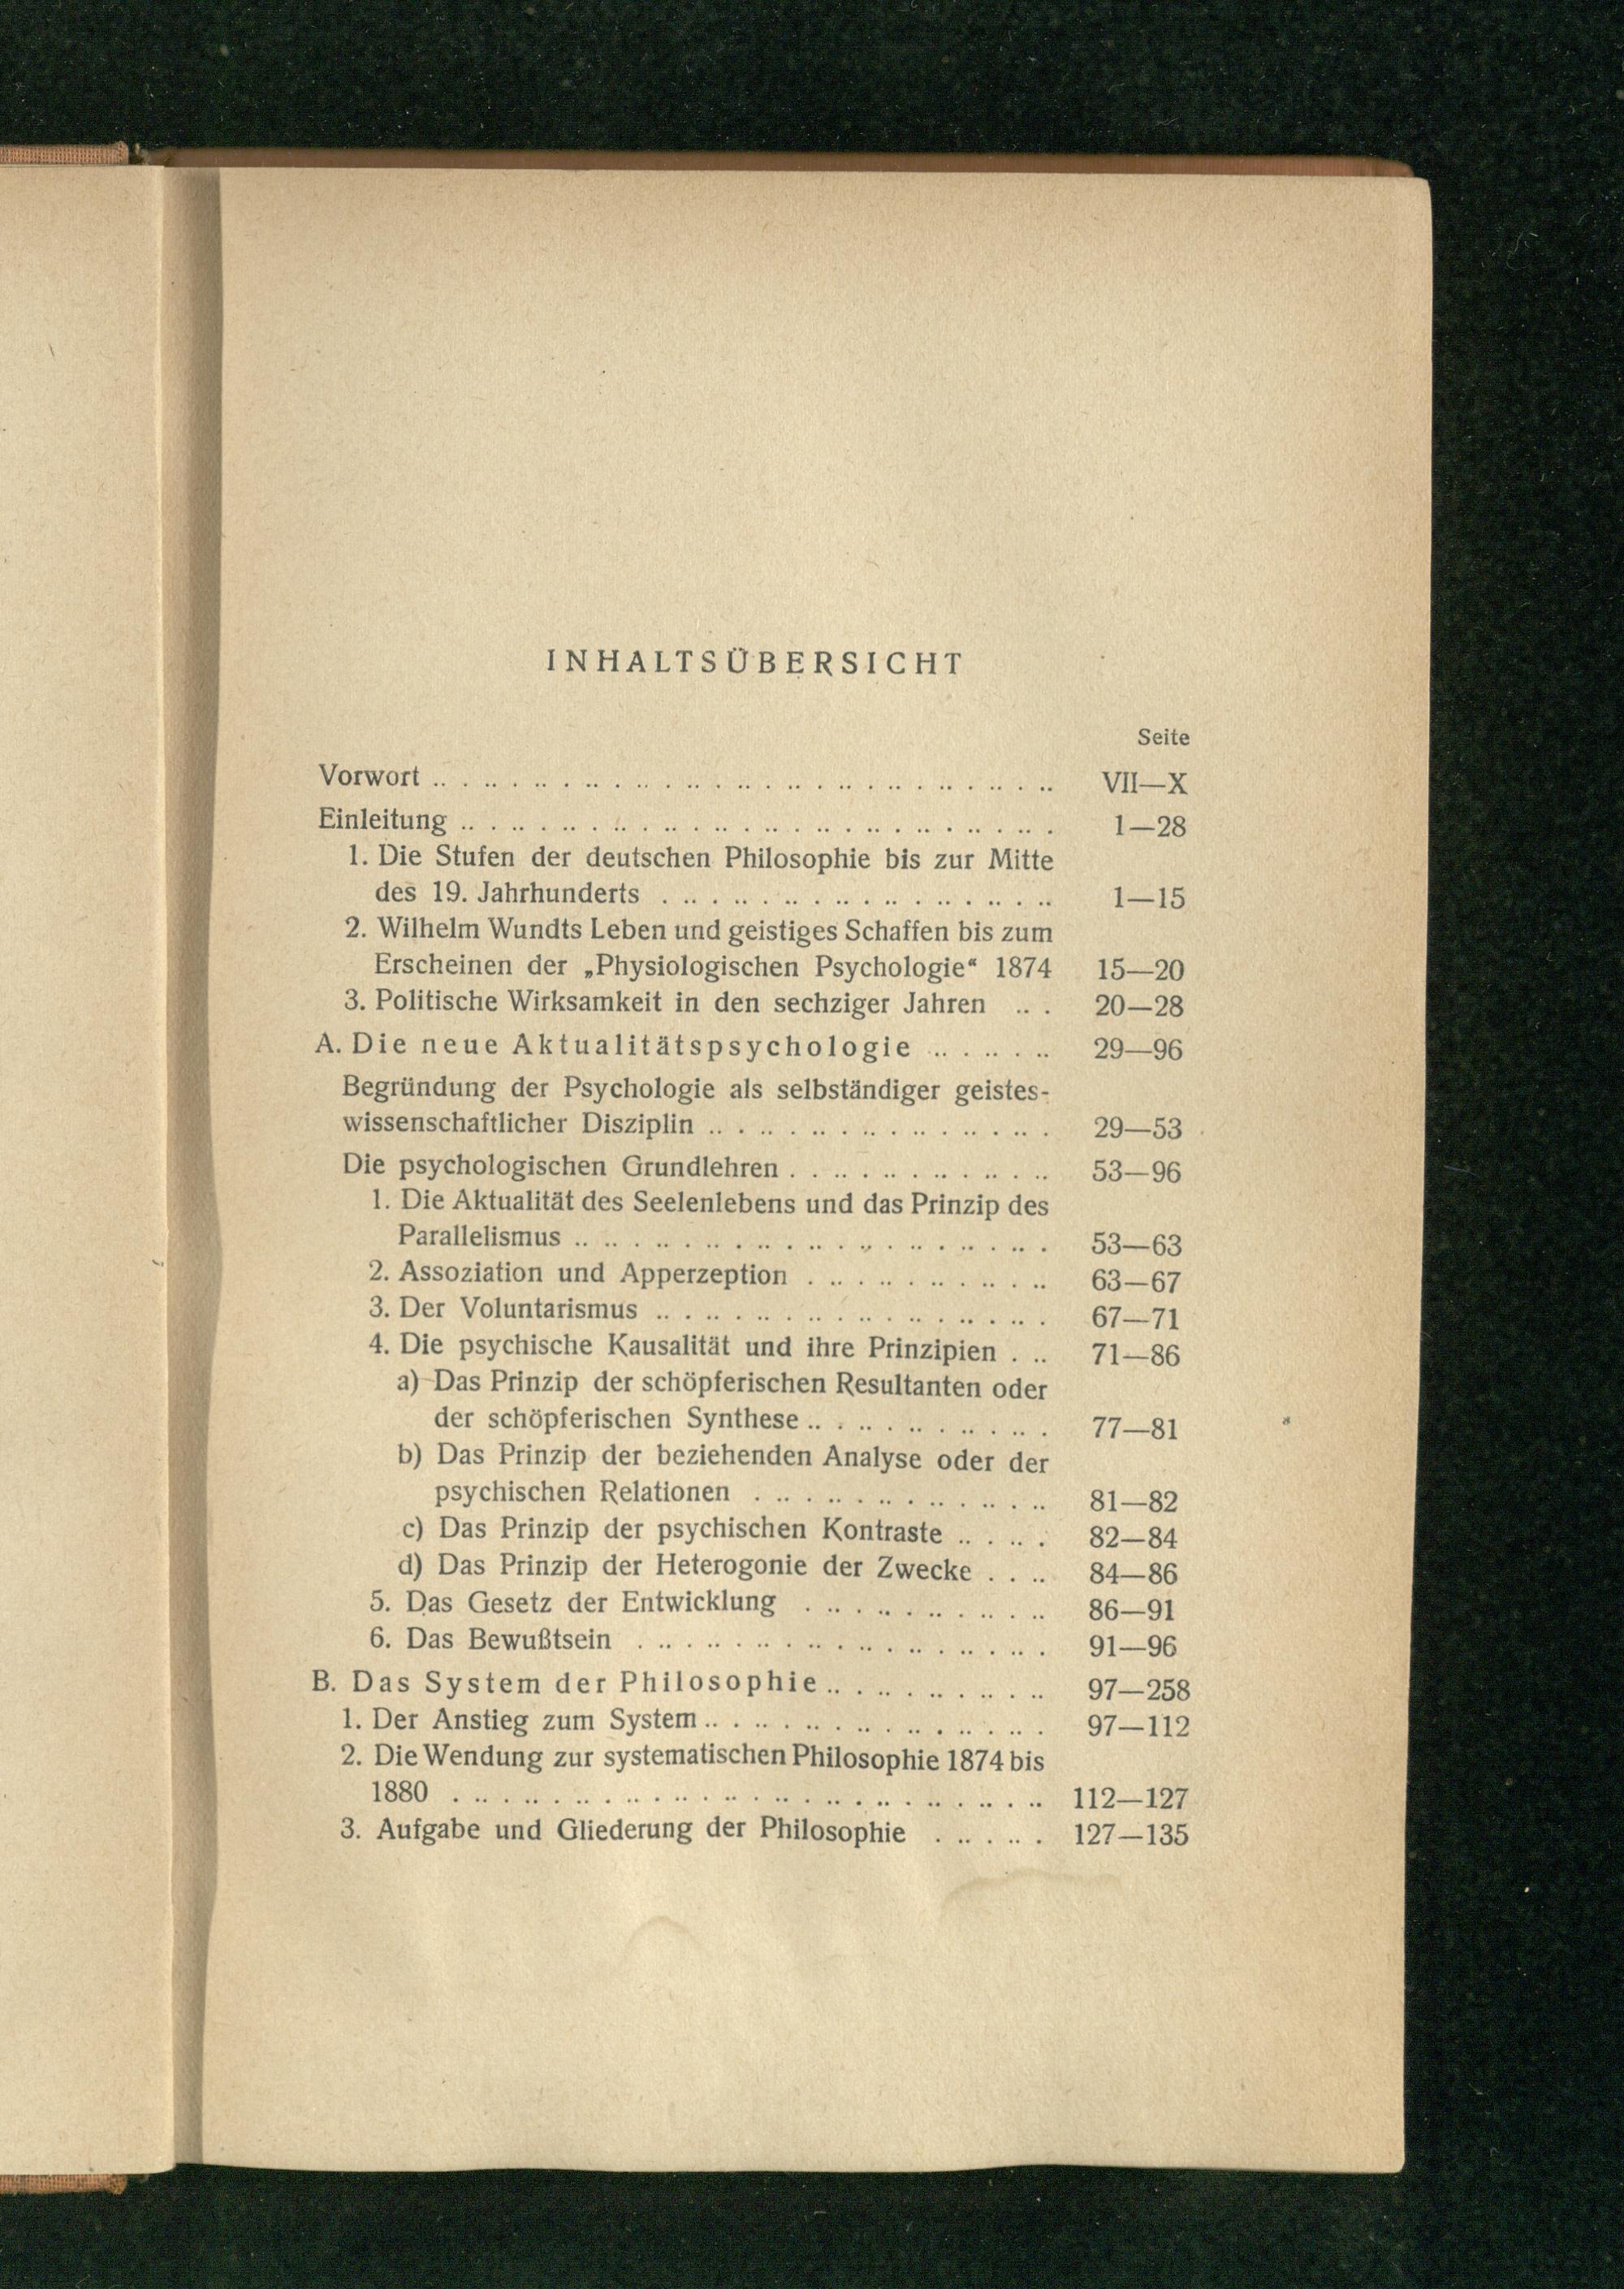 INHALTSÜBERSICHT
Seite
Vorwort .. . .. . .. . .. . .. . .. . .. . .. . .. . .. . .. . .. . .. VII—X
Einleitung .. . .. . .. . .. . .. . .. . .. . .. . .. . .. . .. . .. . 1—28
1. Die Stufen der deutschen Philosophie bis zur Mitte
des 19. Jahrhunderts . .. . .. . .. . .. . .. . .. . .. . .. 1—15
2. Wilhelm Wundts Leben und geistiges Schaffen bis zum
Erscheinen der „Physiologischen Psychologie“ 1874 15—20
3. Politische Wirksamkeit in den sechziger Jahren .. . 20—28
A. Die neue Aktualitätspsychologie .. . .. . .. 29—96
Begründung der Psychologie als selbständiger geistes-
wissenschaftlicher Disziplin .. . .. . .. . .. . .. . .. . .. . 29—53
Die psychologischen Grundlehren . . .. . .. . .. . .. . .. 53—96
1. Die Aktualität des Seelenlebens und das Prinzip des
Parallelismus .. . .. . .. . .. . .. . .. . .. . .. . .. . 53—63
2. Assoziation und Apperzeption . .. . .. . .. . .. . .. 63—67
3. Der Voluntarismus .. . .. . .. . .. . .. . .. . .. . .. . 67—71
4. Die psychische Kausalität und ihre Prinzipien . .. 71—86
a) Das Prinzip der schöpferischen Resultanten oder
der schöpferischen Synthese .. . .. . .. . .. . .. . 77—81
b) Das Prinzip der beziehenden Analyse oder der
psychischen Relationen . .. . .. . .. . .. . .. . .. 81—82
c) Das Prinzip der psychischen Kontraste .. . .. . 82—84
d) Das Prinzip der Heterogonie der Zwecke . . .. 84—86
5. Das Gesetz der Entwicklung . .. . .. . .. . .. . .. 86—91
6. Das Bewußtsein . .. . .. . .. . .. . .. . .. . .. . .. . 91—96
B. Das System der Philosophie .. . .. . .. . .. . .. 97—258
1. Der Anstieg zum System .. . .. . .. . .. . .. . .. . .. . 97—112
2. Die Wendung zur systematischen Philosophie 1874 bis
1880 . .. . .. . .. . .. . .. . .. . .. . .. . .. . .. . .. 112—127
3. Aufgabe und Gliederung der Philosophie . .. . .. . 127—135